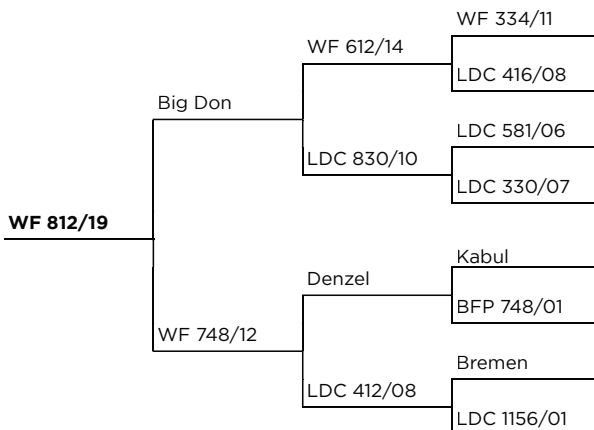 WF 334/11
WF 612/14
LDC 416/08
Big Don
LDC 581/06
LDC 830/10
LDC 330/07
WF 812/19
Kabul
Denzel
BFP 748/01
WF 748/12
Bremen
LDC 412/08
LDC 1156/01